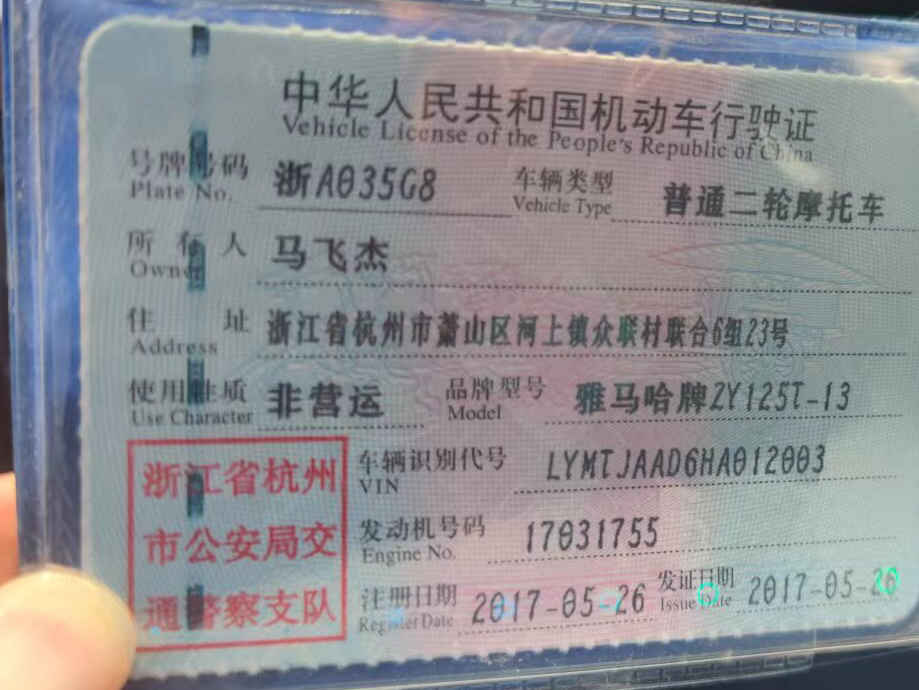 中华人民共和国机动车行驶证
Vehicle License of the People's Republic of China
号牌号码 浙A035G8 车辆类型 普通二轮摩托车
Plate No. Vehicle Type
所有人 马飞杰
Owner
住址 浙江省杭州市萧山区河上镇众联村联合6组23号
Address
使用性质 非营运 品牌型号 雅马哈牌ZY125T-13
Use Character Model
浙江省杭州
市公安局交
通警察支队
车辆识别代号 LYMTJAAD6HA012003
VIN
发动机号码 17031755
Engine No.
注册日期 2017-05-26 发证日期 2017-05-26
Register Date Issue Date